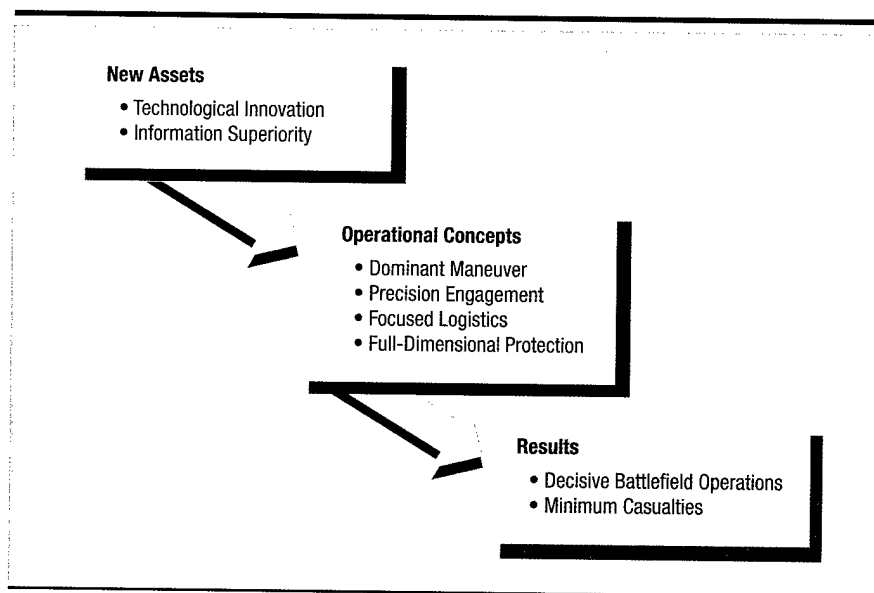 New Assets
• Technological Innovation
• Information Superiority
Operational Concepts
• Dominant Maneuver
• Precision Engagement
• Focused Logistics
• Full-Dimensional Protection
Results
• Decisive Battlefield Operations
• Minimum Casualties